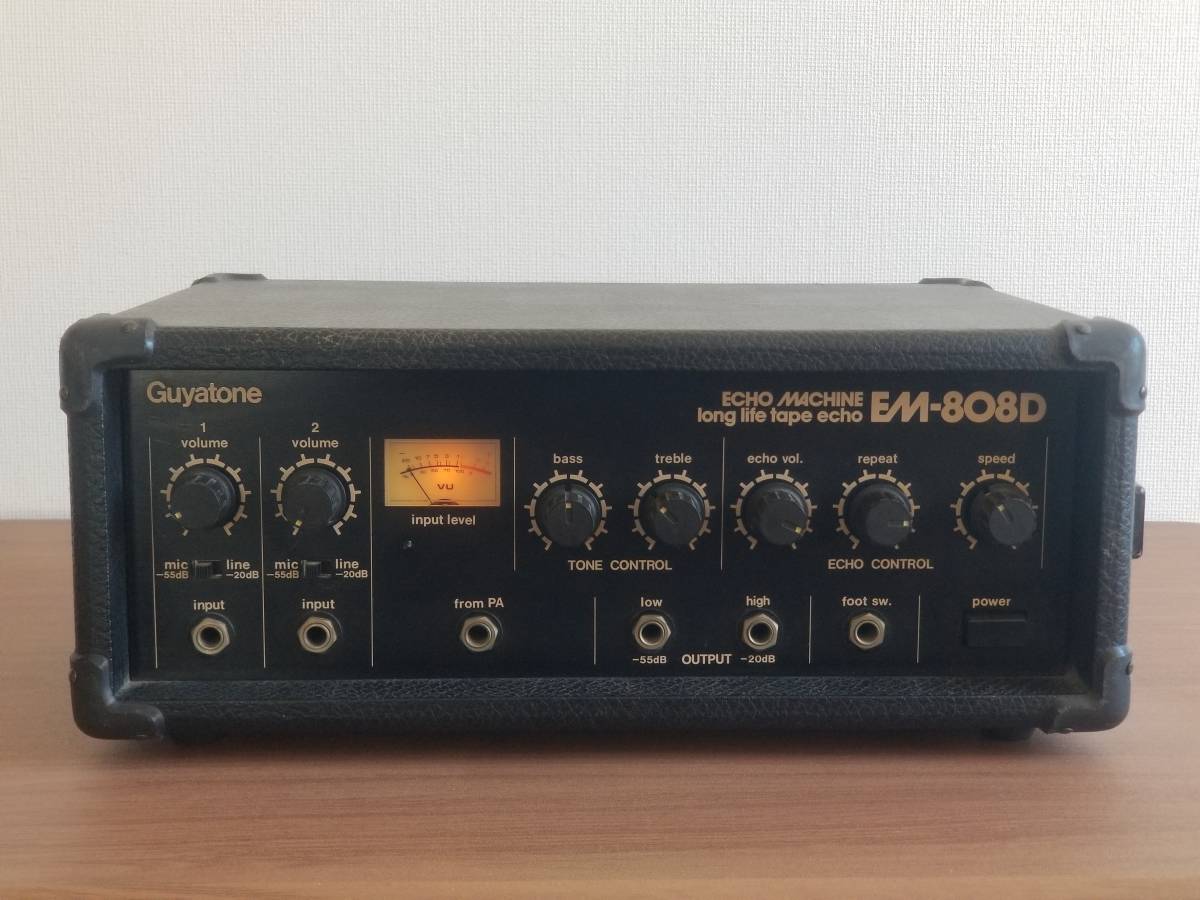 Guyatone
ECHO MACHINE
long life tape echo
EM-808D
1
volume
2
volume
VU
input level
bass
treble
TONE CONTROL
echo vol.
repeat
ECHO CONTROL
speed
mic
-55dB
line
-20dB
mic
-55dB
line
-20dB
input
input
from PA
low
-55dB
OUTPUT
high
-20dB
foot sw.
power